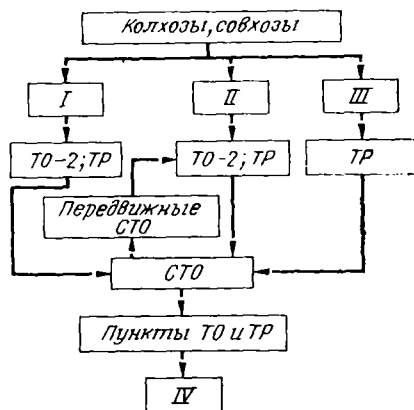 Колхозы, совхозы
I
II
III
ТО-2; ТР
ТО-2; ТР
ТР
Передвижные
СТО
СТО
Пункты ТО и ТР
IV